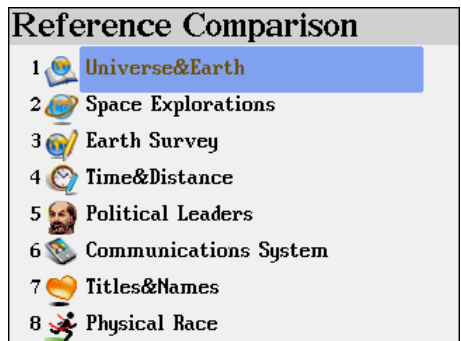 Reference Comparison
1 Universe&Earth
2 Space Explorations
3 Earth Survey
4 Time&Distance
5 Political Leaders
6 Communications System
7 Titles&Names
8 Physical Race